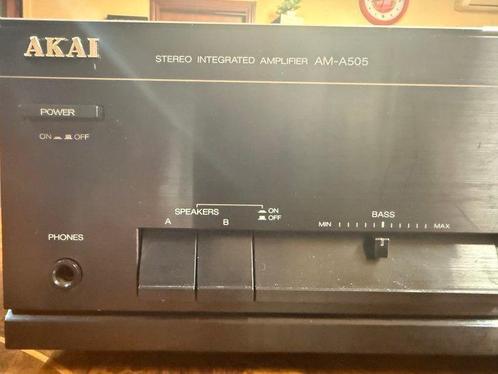 AKAI
STEREO INTEGRATED AMPLIFIER AM-A505
POWER
ON OFF
SPEAKERS
A B
ON
OFF
BASS
MIN MAX
PHONES